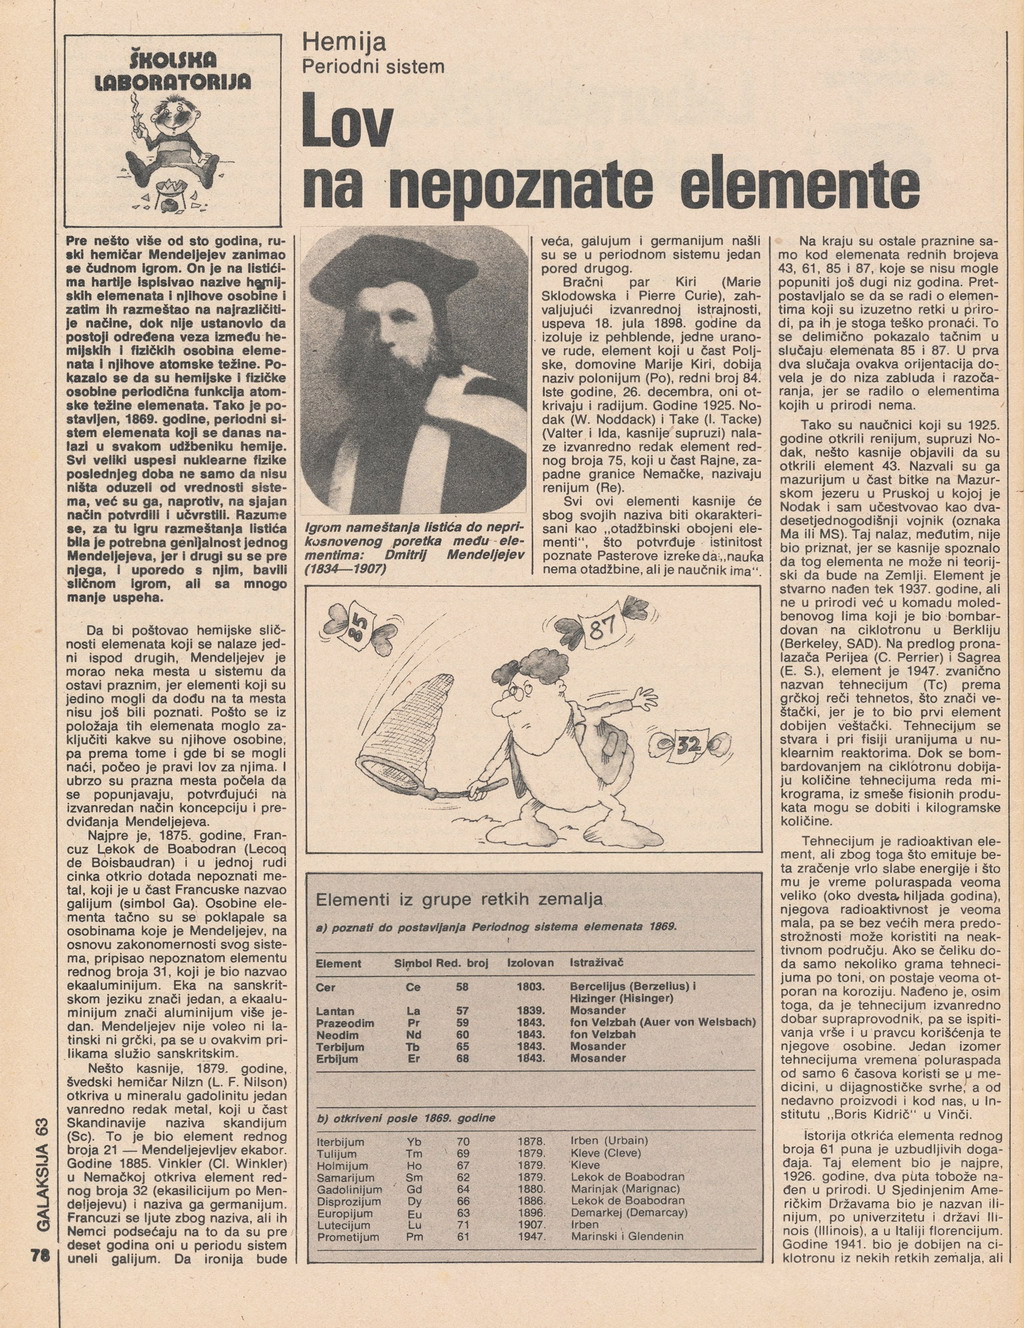 ŠKOLSKA
LABORATORIJA
Hemija
Periodni sistem
Lov
na nepoznate elemente
Pre nešto više od sto godina, ru-
ski hemičar Mendeljejev zanimao
se čudnom igrom. On je na listići-
ma hartije ispisivao nazive hemij-
skih elemenata i njihove osobine i
zatim ih razmeštao na najrazličiti-
je načine, dok nije ustanovio da
postoji određena veza između he-
mijskih i fizičkih osobina eleme-
nata i njihove atomske težine. Po-
kazalo se da su hemijske i fizičke
osobine periodična funkcija atom-
ske težine elemenata. Tako je po-
stavljen, 1869. godine, periodni si-
stem elemenata koji se danas na-
lazi u svakom udžbeniku hemije.
Svi veliki uspesi nuklearne fizike
poslednjeg doba ne samo da nisu
ništa oduzeli od vrednosti siste-
ma, već su ga, naprotiv, na sjajan
način potvrdili i učvrstili. Razume
se, za tu igru razmeštanja listića
bila je potrebna genijalnost jednog
Mendeljejeva, jer i drugi su se pre
njega, i uporedo s njim, bavili
sličnom igrom, ali sa mnogo
manje uspeha.
Da bi poštovao hemijske slič-
nosti elemenata koji se nalaze jed-
ni ispod drugih, Mendeljejev je
morao neka mesta u sistemu da
ostavi praznim, jer elementi koji su
jedino mogli da dođu na ta mesta
nisu još bili poznati. Pošto se iz
položaja tih elemenata moglo za-
ključiti kakve su njihove osobine,
pa prema tome i gde bi se mogli
naći, počeo je pravi lov za njima. I
ubrzo su prazna mesta počela da
se popunjavaju, potvrđujući na
izvanredan način koncepciju i pre-
dviđanja Mendeljejeva.
Najpre je, 1875. godine, Fran-
cuz Lekok de Boabodran (Lecoq
de Boisbaudran) i u jednoj rudi
cinka otkrio dotada nepoznati me-
tal, koji je u čast Francuske nazvao
galijum (simbol Ga). Osobine ele-
menta tačno su se poklapale sa
osobinama koje je Mendeljejev, na
osnovu zakonomernosti svog siste-
ma, pripisao nepoznatom elementu
rednog broja 31, koji je bio nazvao
ekaaluminijum. Eka na sanskrit-
skom jeziku znači jedan, a ekaalu-
minijum znači aluminijum više je-
dan. Mendeljejev nije voleo ni la-
tinski ni grčki, pa se u ovakvim pri-
likama služio sanskritskim.
Nešto kasnije, 1879. godine,
švedski hemičar Nilzn (L. F. Nilson)
otkriva u mineralu gadolinitu jedan
vanredno redak metal, koji u čast
Skandinavije naziva skandijum
(Sc). To je bio element rednog
broja 21 — Mendeljejevljev ekabor.
Godine 1885. Vinkler (Cl. Winkler)
u Nemačkoj otkriva element red-
nog broja 32 (ekasilicijum po Men-
deljejevu) i naziva ga germanijum.
Francuzi se ljute zbog naziva, ali ih
Nemci podsećaju na to da su pre
deset godina oni u periodu sistem
uneli galijum. Da ironija bude
Igrom nameštanja listića do nepri-
kosnovenog poretka među ele-
mentima: Dmitrij Mendeljejev
(1834—1907)
veća, galujum i germanijum našli
su se u periodnom sistemu jedan
pored drugog.
Bračni par Kiri (Marie
Sklodowska i Pierre Curie), zah-
valjujući izvanrednoj istrajnosti,
uspeva 18. jula 1898. godine da
izoluje iz pehblende, jedne urano-
ve rude, element koji u čast Polj-
ske, domovine Marije Kiri, dobija
naziv polonijum (Po), redni broj 84.
Iste godine, 26. decembra, oni ot-
krivaju i radijum. Godine 1925. No-
dak (W. Noddack) i Take (I. Tacke)
(Valter i Ida, kasnije supruzi) nala-
ze izvanredno redak element red-
nog broja 75, koji u čast Rajne, za-
padne granice Nemačke, nazivaju
renijum (Re).
Svi ovi elementi kasnije će
sbog svojih naziva biti okarakteri-
sani kao „otadžbinski obojeni ele-
menti", što potvrđuje istinitost
poznate Pasterove izreke da „nauka
nema otadžbine, ali je naučnik ima".
85
87
32
Elementi iz grupe retkih zemalja
a) poznati do postavljanja Periodnog sistema elemenata 1869.
Element Simbol Red. broj Izolovan Istraživač
Cer Ce 58 1803. Bercelijus (Berzelius) i
Hizinger (Hisinger)
Lantan La 57 1839. Mosander
Prazeodim Pr 59 1843. fon Velzbah (Auer von Welsbach)
Neodim Nd 60 1843. fon Velzbah
Terbijum Tb 65 1843. Mosander
Erbijum Er 68 1843. Mosander
b) otkriveni posle 1869. godine
Iterbijum Yb 70 1878. Irben (Urbain)
Tulijum Tm 69 1879. Kleve (Cleve)
Holmijum Ho 67 1879. Kleve
Samarijum Sm 62 1879. Lekok de Boabodran
Gadolinijum Gd 64 1880. Marinjak (Marignac)
Disprozijum Dy 66 1886. Lekok de Boabodran
Europijum Eu 63 1896. Demarkej (Demarcay)
Lutecijum Lu 71 1907. Irben
Prometijum Pm 61 1947. Marinski i Glendenin
Na kraju su ostale praznine sa-
mo kod elemenata rednih brojeva
43, 61, 85 i 87, koje se nisu mogle
popuniti još dugi niz godina. Pret-
postavljalo se da se radi o elemen-
tima koji su izuzetno retki u priro-
di, pa ih je stoga teško pronaći. To
se delimično pokazalo tačnim u
slučaju elemenata 85 i 87. U prva
dva slučaja ovakva orijentacija do-
vela je do niza zabluda i razoča-
ranja, jer se radilo o elementima
kojih u prirodi nema.
Tako su naučnici koji su 1925.
godine otkrili renijum, supruzi No-
dak, nešto kasnije objavili da su
otkrili element 43. Nazvali su ga
mazurijum u čast bitke na Mazur-
skom jezeru u Pruskoj u kojoj je
Nodak i sam učestvovao kao dva-
desetjednogodišnji vojnik (oznaka
Ma ili MS). Taj nalaz, međutim, nije
bio priznat, jer se kasnije spoznalo
da tog elementa ne može ni teorij-
ski da bude na Zemlji. Element je
stvarno nađen tek 1937. godine, ali
ne u prirodi već u komadu moled-
benovog lima koji je bio bombar-
dovan na ciklotronu u Berkliju
(Berkeley, SAD). Na predlog prona-
lazača Perijea (C. Perrier) i Sagrea
(E. S.), element je 1947. zvanično
nazvan tehnecijum (Tc) prema
grčkoj reči tehnetos, što znači ve-
štački, jer je to bio prvi element
dobijen veštački. Tehnecijum se
stvara i pri fisiji uranijuma u nu-
klearnim reaktorima. Dok se bom-
bardovanjem na ciklotronu dobija-
ju količine tehnecijuma reda mi-
krograma, iz smeše fisionih produ-
kata mogu se dobiti i kilogramske
količine.
Tehnecijum je radioaktivan ele-
ment, ali zbog toga što emituje be-
ta zračenje vrlo slabe energije i što
mu je vreme poluraspada veoma
veliko (oko dvesta hiljada godina),
njegova radioaktivnost je veoma
mala, pa se bez većih mera predo-
strožnosti može koristiti na neak-
tivnom području. Ako se čeliku do-
da samo nekoliko grama tehneci-
juma po toni, on postaje veoma ot-
poran na koroziju. Nađeno je, osim
toga, da je tehnecijum izvanredno
dobar supraprovodnik, pa se ispiti-
vanja vrše i u pravcu korišćenja te
njegove osobine. Jedan izomer
tehnecijuma vremena poluraspada
od samo 6 časova koristi se u me-
dicini, u dijagnostičke svrhe, a od
nedavno proizvodi i kod nas, u In-
stitutu „Boris Kidrič" u Vinči.
Istorija otkrića elementa rednog
broja 61 puna je uzbudljivih doga-
đaja. Taj element bio je najpre,
1926. godine, dva puta tobože na-
đen u prirodi. U Sjedinjenim Ame-
ričkim Državama bio je nazvan ili-
nijum, po univerzitetu i državi Ili-
nois (Illinois), a u Italiji florencijum.
Godine 1941. bio je dobijen na ci-
klotronu iz nekih retkih zemalja, ali
GALAKSIJA 63
78